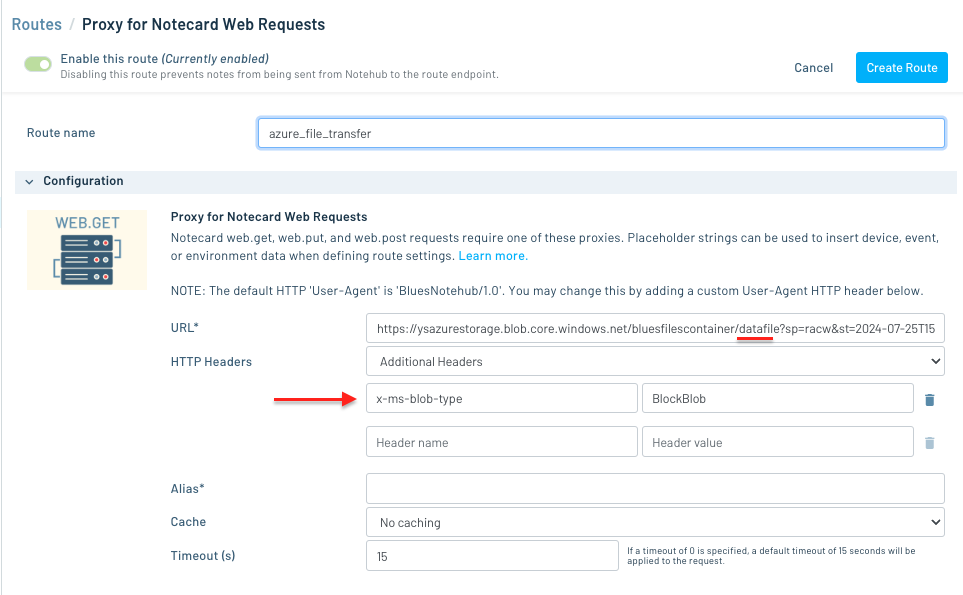 Routes / Proxy for Notecard Web Requests
Enable this route (Currently enabled)
Disabling this route prevents notes from being sent from Notehub to the route endpoint.
Cancel
Create Route
Route name
azure_file_transfer
Configuration
WEB.GET
Proxy for Notecard Web Requests
Notecard web.get, web.put, and web.post requests require one of these proxies. Placeholder strings can be used to insert device, event,
or environment data when defining route settings. Learn more.
NOTE: The default HTTP 'User-Agent' is 'BluesNotehub/1.0'. You may change this by adding a custom User-Agent HTTP header below.
URL*
https://ysazurestorage.blob.core.windows.net/bluesfilescontainer/datafile?sp=racw&st=2024-07-25T15
HTTP Headers
Additional Headers
x-ms-blob-type
BlockBlob
Header name
Header value
Alias*
Cache
No caching
Timeout (s)
15
If a timeout of 0 is specified, a default timeout of 15 seconds will be
applied to the request.